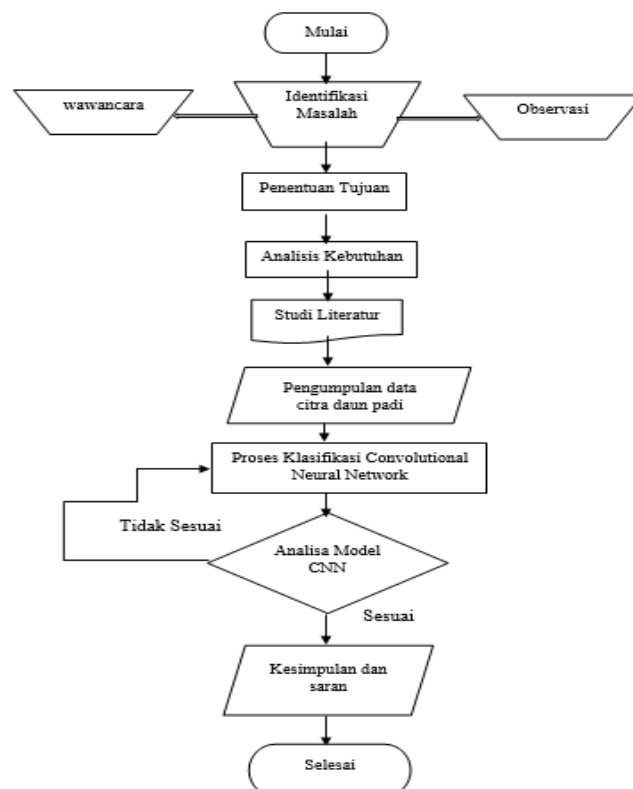 Mulai
wawancara
Identifikasi
Masalah
Observasi
Penentuan Tujuan
Analisis Kebutuhan
Studi Literatur
Pengumpulan data
citra daun padi
Proses Klasifikasi Convolutional
Neural Network
Tidak Sesuai
Analisa Model
CNN
Sesuai
Kesimpulan dan
saran
Selesai